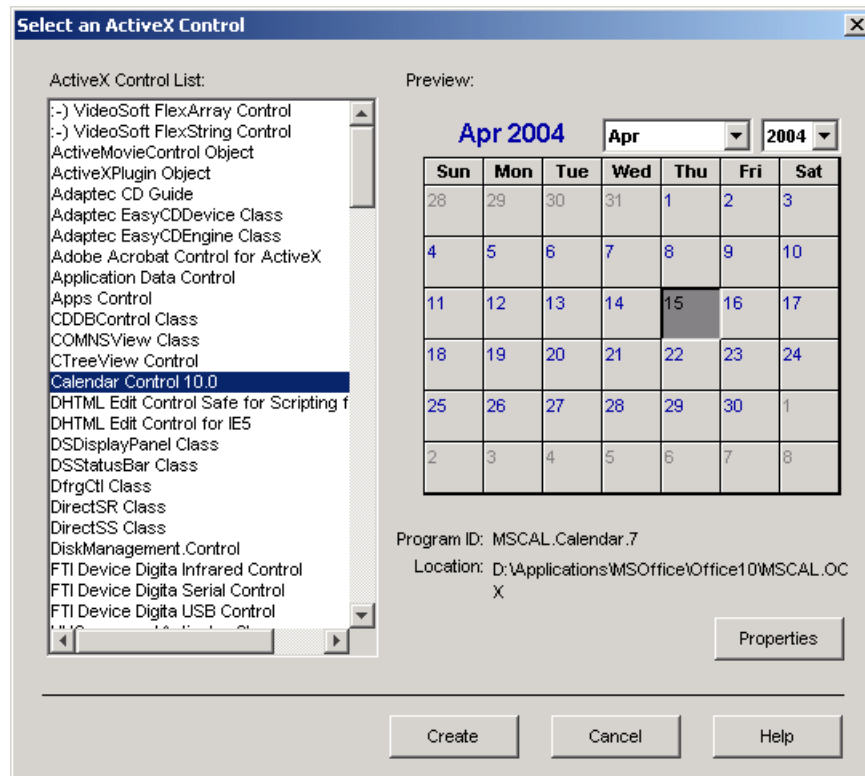 Select an ActiveX Control
ActiveX Control List:
:-) VideoSoft FlexArray Control
:-) VideoSoft FlexString Control
ActiveMovieControl Object
ActiveXPlugin Object
Adaptec CD Guide
Adaptec EasyCDDevice Class
Adaptec EasyCDEngine Class
Adobe Acrobat Control for ActiveX
Application Data Control
Apps Control
CDDBControl Class
COMNSView Class
CTreeView Control
Calendar Control 10.0
DHTML Edit Control Safe for Scripting f
DHTML Edit Control for IE5
DSDisplayPanel Class
DSStatusBar Class
DfrgCtl Class
DirectSR Class
DirectSS Class
DiskManagement.Control
FTI Device Digita Infrared Control
FTI Device Digita Serial Control
FTI Device Digita USB Control
Preview:
Apr 2004 Apr 2004
Sun Mon Tue Wed Thu Fri Sat
28 29 30 31 1 2 3
4 5 6 7 8 9 10
11 12 13 14 15 16 17
18 19 20 21 22 23 24
25 26 27 28 29 30 1
2 3 4 5 6 7 8
Program ID: MSCAL.Calendar.7
Location: D:\Applications\MSOffice\Office10\MSCAL.OC
X
Properties
Create Cancel Help